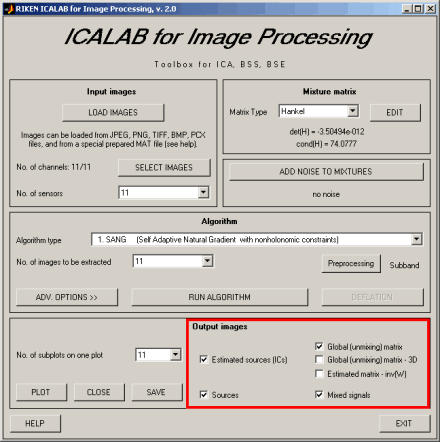 RIKEN ICALAB for Image Processing, v. 2.0
ICALAB for Image Processing
Toolbox for ICA, BSS, BSE
Input images
LOAD IMAGES
Images can be loaded from JPEG, PNG, TIFF, BMP, PCX
files, and from a special prepared MAT file (see help).
No. of channels: 11/11
SELECT IMAGES
No. of sensors
11
Mixture matrix
Matrix Type
Hankel
EDIT
det(H) = -3.50494e-012
cond(H) = 74.0777
ADD NOISE TO MIXTURES
no noise
Algorithm
Algorithm type
1. SANG (Self Adaptive Natural Gradient with nonholonomic constraints)
No. of images to be extracted
11
Preprocessing
Subband
ADV. OPTIONS >>
RUN ALGORITHM
DEFLATION
No. of subplots on one plot
11
PLOT
CLOSE
SAVE
Output images
Estimated sources (ICs)
Sources
Global (unmixing) matrix
Global (unmixing) matrix - 3D
Estimated matrix - inv(W)
Mixed signals
HELP
EXIT